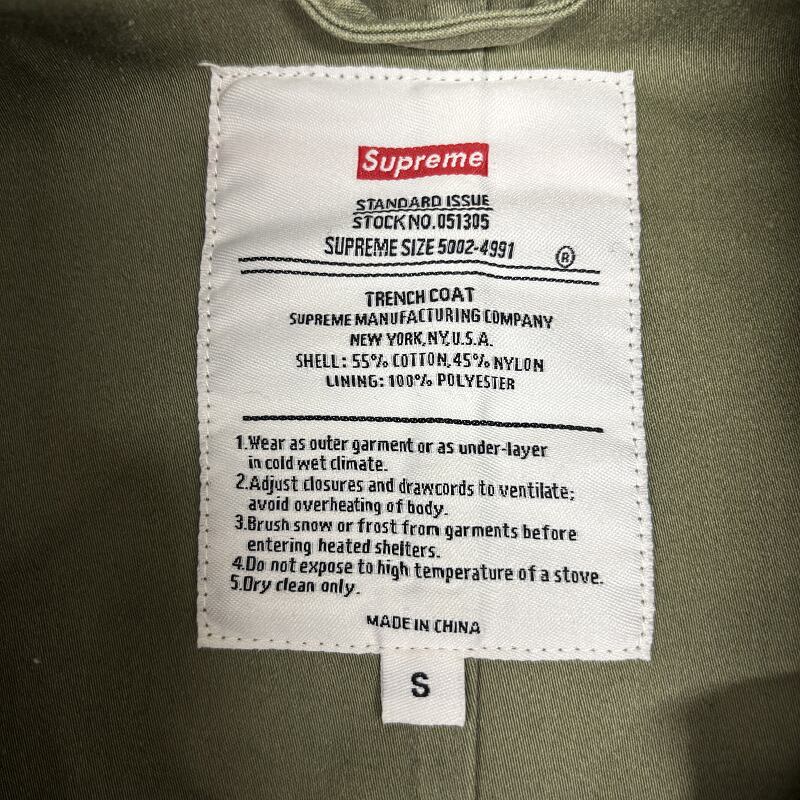 Supreme
STANDARD ISSUE
STOCK NO.051305
SUPREME SIZE 5002-4991 ®
TRENCH COAT
SUPREME MANUFACTURING COMPANY
NEW YORK,NY,U.S.A.
SHELL: 55% COTTON,45% NYLON
LINING: 100% POLYESTER
1.Wear as outer garment or as under-layer
in cold wet climate.
2.Adjust closures and drawcords to ventilate;
avoid overheating of body.
3.Brush snow or frost from garments before
entering heated shelters.
4.Do not expose to high temperature of a stove.
5.Dry clean only.
MADE IN CHINA
S